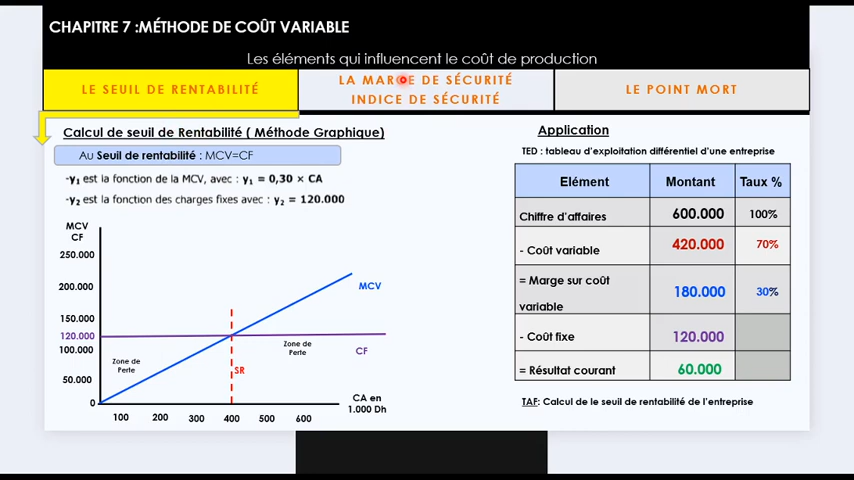 CHAPITRE 7 :MÉTHODE DE COÛT VARIABLE
Les éléments qui influencent le coût de production
LE SEUIL DE RENTABILITÉ
LA MARGE DE SÉCURITÉ
INDICE DE SÉCURITÉ
LE POINT MORT
Calcul de seuil de Rentabilité ( Méthode Graphique)
Au Seuil de rentabilité : MCV=CF
-y₁ est la fonction de la MCV, avec : y₁ = 0,30 × CA
-y₂ est la fonction des charges fixes avec : y₂ = 120.000
MCV
CF
250.000
200.000
150.000
120.000
100.000
50.000
0
MCV
CF
Zone de
Perte
Zone de
Perte
SR
100 200 300 400 500 600
CA en
1.000 Dh
Application
TED : tableau d'exploitation différentiel d'une entreprise
Elément Montant Taux %
Chiffre d'affaires 600.000 100%
- Coût variable 420.000 70%
= Marge sur coût
variable 180.000 30%
- Coût fixe 120.000
= Résultat courant 60.000
TAF: Calcul de le seuil de rentabilité de l'entreprise